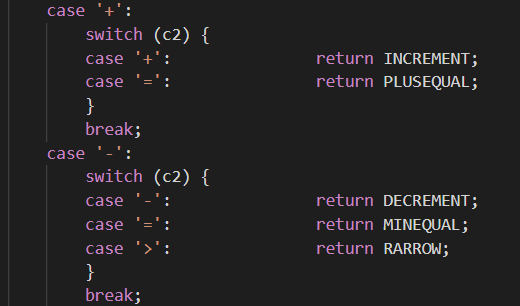 case '+':
    switch (c2) {
    case '+':               return INCREMENT;
    case '=':               return PLUSEQUAL;
    }
    break;
case '-':
    switch (c2) {
    case '-':               return DECREMENT;
    case '=':               return MINEQUAL;
    case '>':               return RARROW;
    }
    break;